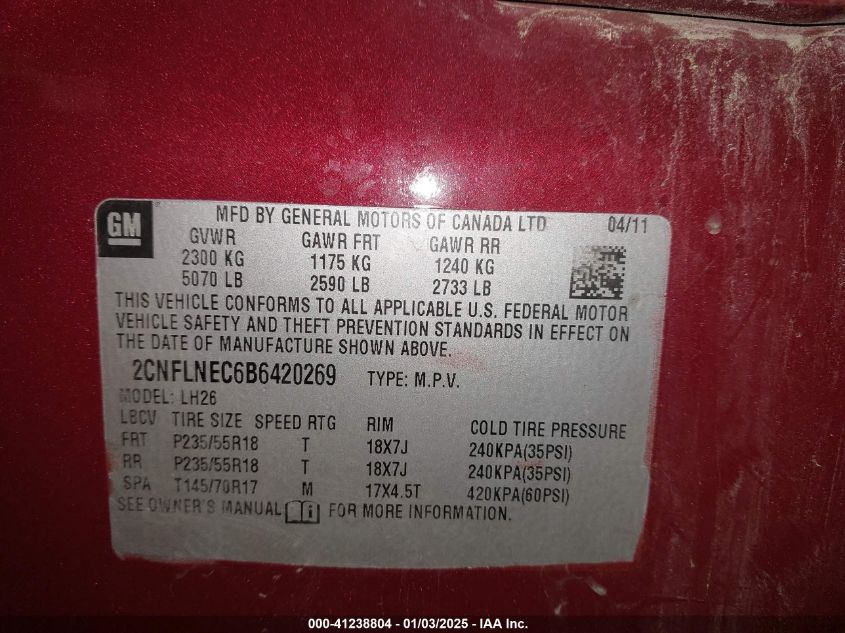 GM
MFD BY GENERAL MOTORS OF CANADA LTD 04/11
GVWR GAWR FRT GAWR RR
2300 KG 1175 KG 1240 KG
5070 LB 2590 LB 2733 LB
THIS VEHICLE CONFORMS TO ALL APPLICABLE U.S. FEDERAL MOTOR
VEHICLE SAFETY AND THEFT PREVENTION STANDARDS IN EFFECT ON
THE DATE OF MANUFACTURE SHOWN ABOVE.
2CNFLNEC6B6420269 TYPE: M.P.V.
MODEL: LH26
LBCV TIRE SIZE SPEED RTG RIM COLD TIRE PRESSURE
FRT P235/55R18 T 18X7J 240KPA(35PSI)
RR P235/55R18 T 18X7J 240KPA(35PSI)
SPA T145/70R17 M 17X4.5T 420KPA(60PSI)
SEE OWNER'S MANUAL i FOR MORE INFORMATION.
000-41238804 - 01/03/2025 - IAA Inc.